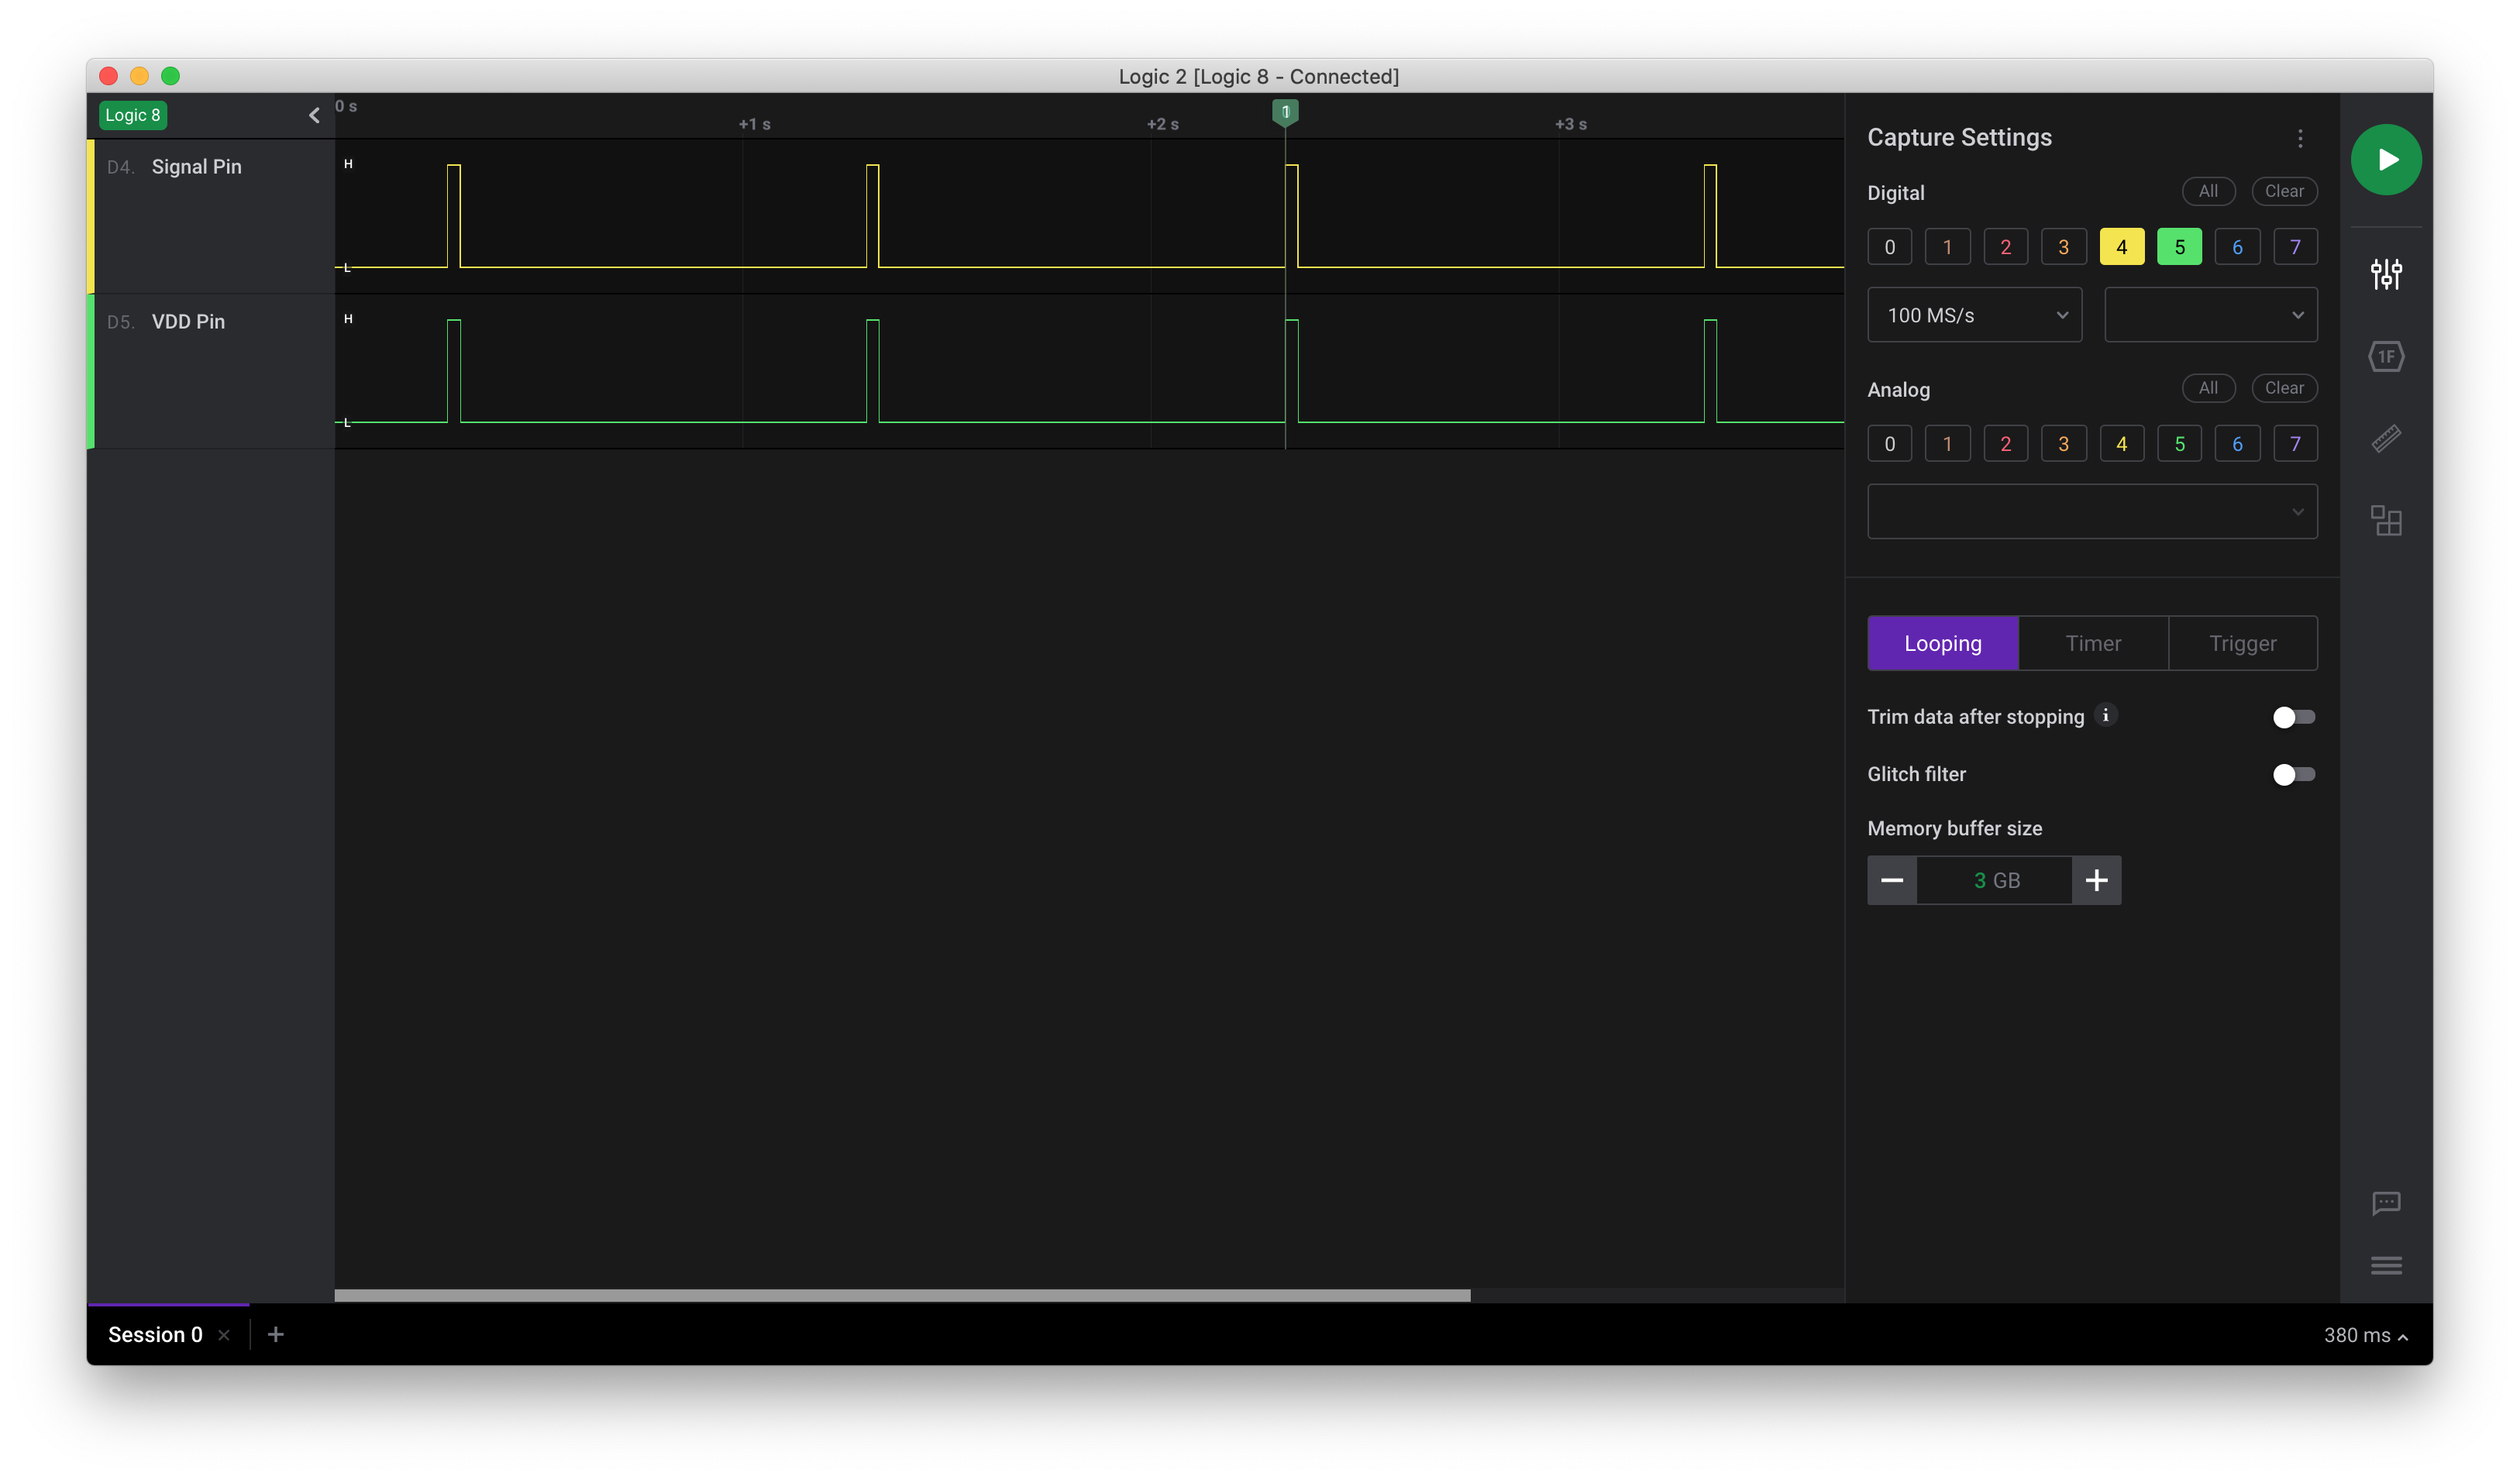 Logic 2 [Logic 8 - Connected]
Logic 8
0 s
+1 s
+2 s
1
+3 s
D4. Signal Pin
H
L
D5. VDD Pin
H
L
Capture Settings
Digital
All
Clear
0 1 2 3 4 5 6 7
100 MS/s
Analog
All
Clear
0 1 2 3 4 5 6 7
Looping
Timer
Trigger
Trim data after stopping i
Glitch filter
Memory buffer size
3 GB
1F
Session 0
380 ms